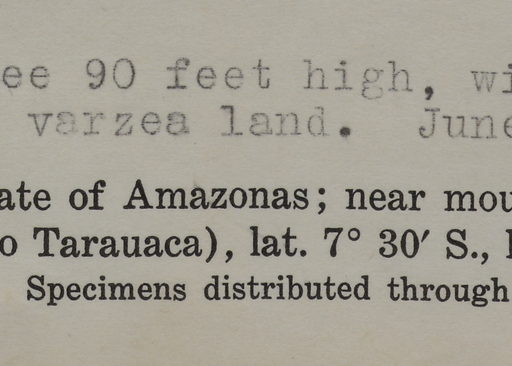 ee 90 feet high, wi
varzea land. June
ate of Amazonas; near mou
o Tarauaca), lat. 7° 30′ S., l
Specimens distributed through